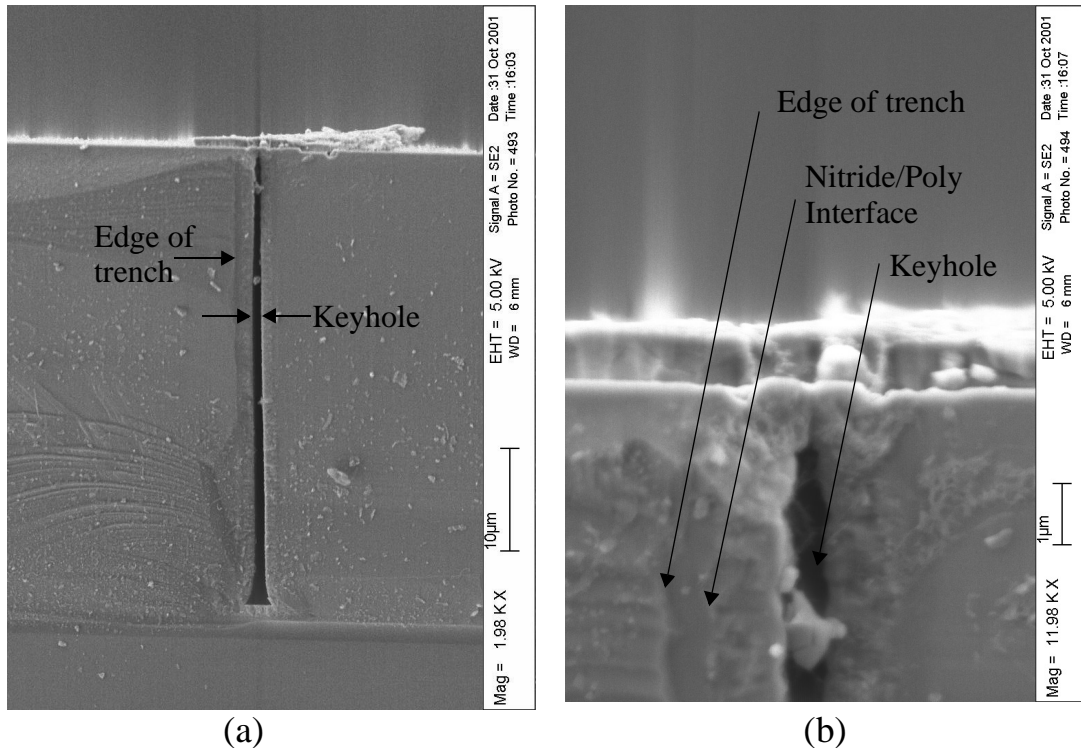 Edge of
trench
Keyhole
10µm
Mag = 1.98 K X
EHT = 5.00 kV
WD = 6 mm
Signal A = SE2
Photo No. = 493
Date :31 Oct 2001
Time :16:03
(a)
Edge of trench
Nitride/Poly
Interface
Keyhole
1µm
Mag = 11.98 K X
EHT = 5.00 kV
WD = 6 mm
Signal A = SE2
Photo No. = 494
Date :31 Oct 2001
Time :16:07
(b)